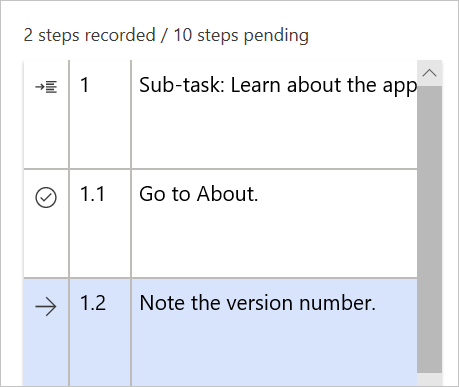 2 steps recorded / 10 steps pending
1 Sub-task: Learn about the app
1.1 Go to About.
1.2 Note the version number.